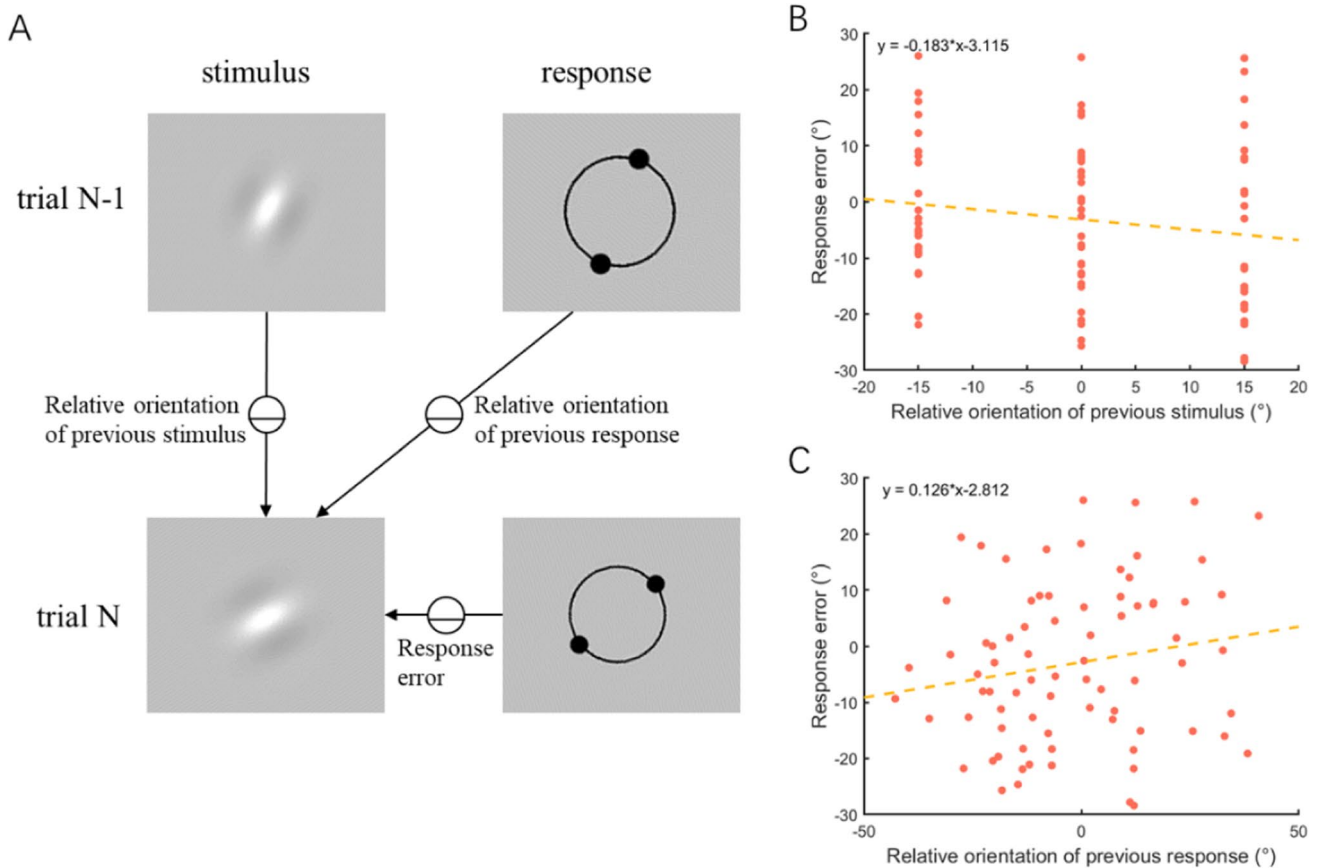 A
stimulus
response
trial N-1
Relative orientation
of previous stimulus
Relative orientation
of previous response
trial N
Response
error
B
y = -0.183*x-3.115
30
20
10
0
-10
-20
-30
Response error (°)
-20
-15
-10
-5
0
5
10
15
20
Relative orientation of previous stimulus (°)
C
y = 0.126*x-2.812
30
20
10
0
-10
-20
-30
Response error (°)
-50
0
50
Relative orientation of previous response (°)